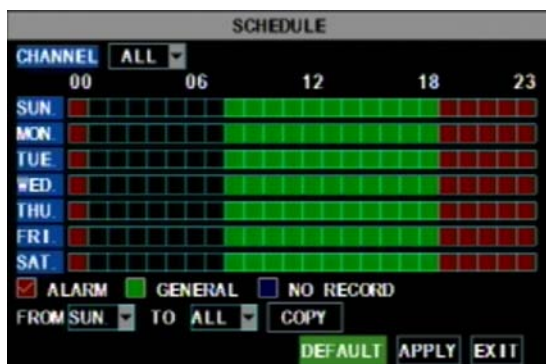 SCHEDULE
CHANNEL ALL
00 06 12 18 23
SUN.
MON.
TUE.
WED.
THU.
FRI.
SAT.
ALARM GENERAL NO RECORD
FROM SUN. TO ALL COPY
DEFAULT APPLY EXIT